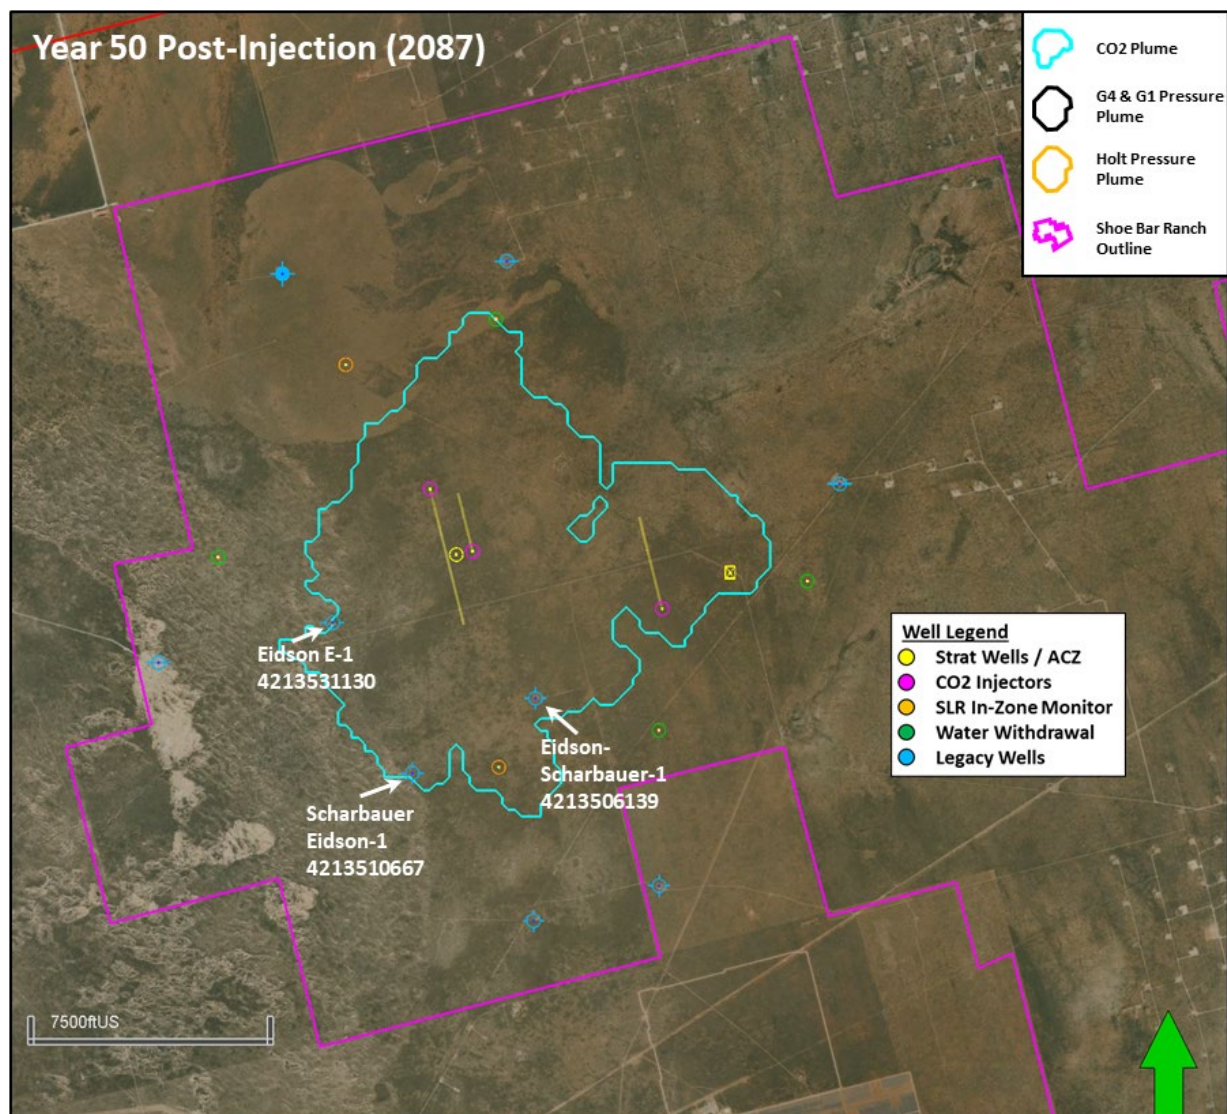 Year 50 Post-Injection (2087)
CO2 Plume
G4 & G1 Pressure
Plume
Holt Pressure
Plume
Shoe Bar Ranch
Outline
Eidson E-1
4213531130
Well Legend
Strat Wells / ACZ
CO2 Injectors
SLR In-Zone Monitor
Water Withdrawal
Legacy Wells
Eidson-
Scharbauer-1
4213506139
Scharbauer
Eidson-1
4213510667
7500ftUS